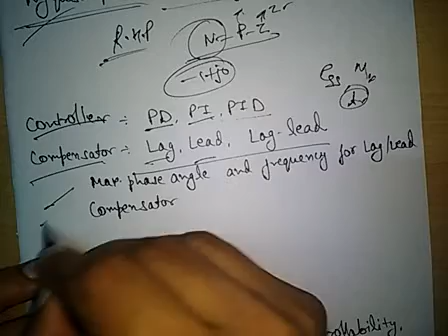 R.H.P
N = P - Z
-1+j0
ess
Controller :- PD, PI, PID
Compensator :- Lag, Lead, Lag-lead
Max. phase angle and frequency for Lag/Lead
Compensator